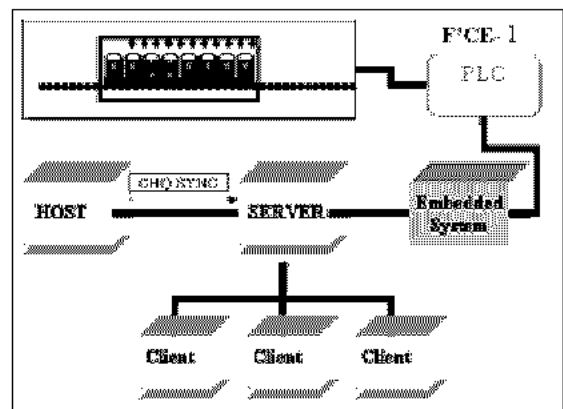 PLC
HOST
SERVER
Embedded
System
Client Client Client